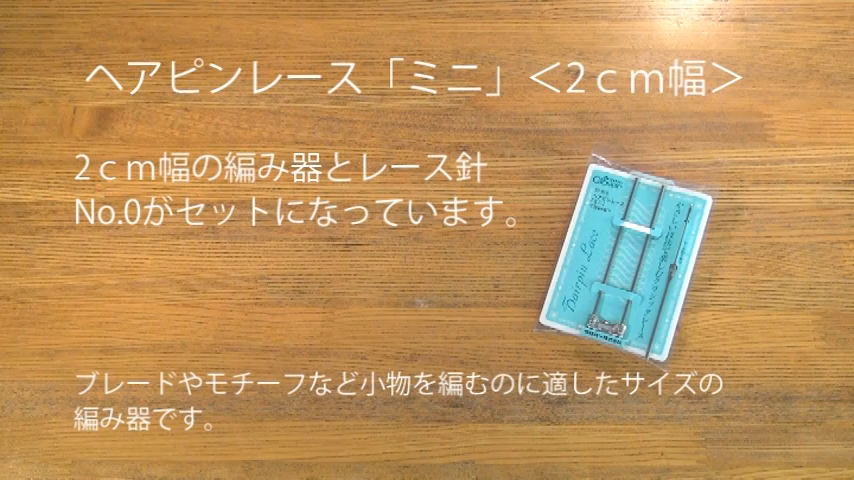 ヘアピンレース「ミニ」＜2ｃｍ幅＞
2ｃｍ幅の編み器とレース針
No.0がセットになっています。
Clover
Hairpin Lace
ブレードやモチーフなど小物を編むのに適したサイズの
編み器です。